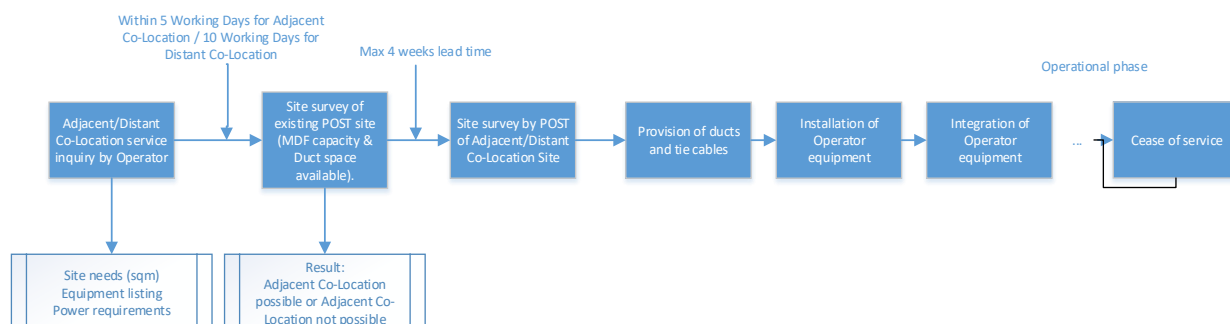 Within 5 Working Days for Adjacent
Co-Location / 10 Working Days for
Distant Co-Location
Max 4 weeks lead time
Operational phase
Adjacent/Distant
Co-Location service
inquiry by Operator
Site survey of
existing POST site
(MDF capacity &
Duct space
available).
Site survey by POST
of Adjacent/Distant
Co-Location Site
Provision of ducts
and tie cables
Installation of
Operator
equipment
Integration of
Operator
equipment
...
Cease of service
Site needs (sqm)
Equipment listing
Power requirements
Result:
Adjacent Co-Location
possible or Adjacent Co-
Location not possible